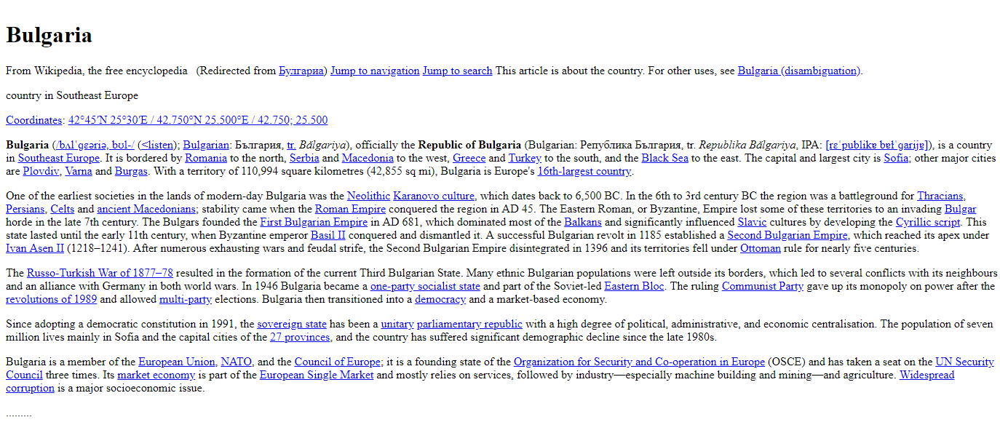 Bulgaria
From Wikipedia, the free encyclopedia (Redirected from Булгариа) Jump to navigation Jump to search This article is about the country. For other uses, see Bulgaria (disambiguation).
country in Southeast Europe
Coordinates: 42°45′N 25°30′E / 42.750°N 25.500°E / 42.750; 25.500
Bulgaria (/bʌlˈɡɛəriə, bʊl-/ (≤listen); Bulgarian: България, tr. Bǎlgariya), officially the Republic of Bulgaria (Bulgarian: Република България, tr. Republika Bǎlgariya, IPA: [rɛˈpublikɐ bɐɫˈɡarijɐ]), is a country
in Southeast Europe. It is bordered by Romania to the north, Serbia and Macedonia to the west, Greece and Turkey to the south, and the Black Sea to the east. The capital and largest city is Sofia; other major cities
are Plovdiv, Varna and Burgas. With a territory of 110,994 square kilometres (42,855 sq mi), Bulgaria is Europe's 16th-largest country.
One of the earliest societies in the lands of modern-day Bulgaria was the Neolithic Karanovo culture, which dates back to 6,500 BC. In the 6th to 3rd century BC the region was a battleground for Thracians,
Persians, Celts and ancient Macedonians; stability came when the Roman Empire conquered the region in AD 45. The Eastern Roman, or Byzantine, Empire lost some of these territories to an invading Bulgar
horde in the late 7th century. The Bulgars founded the First Bulgarian Empire in AD 681, which dominated most of the Balkans and significantly influenced Slavic cultures by developing the Cyrillic script. This
state lasted until the early 11th century, when Byzantine emperor Basil II conquered and dismantled it. A successful Bulgarian revolt in 1185 established a Second Bulgarian Empire, which reached its apex under
Ivan Asen II (1218–1241). After numerous exhausting wars and feudal strife, the Second Bulgarian Empire disintegrated in 1396 and its territories fell under Ottoman rule for nearly five centuries.
The Russo-Turkish War of 1877–78 resulted in the formation of the current Third Bulgarian State. Many ethnic Bulgarian populations were left outside its borders, which led to several conflicts with its neighbours
and an alliance with Germany in both world wars. In 1946 Bulgaria became a one-party socialist state and part of the Soviet-led Eastern Bloc. The ruling Communist Party gave up its monopoly on power after the
revolutions of 1989 and allowed multi-party elections. Bulgaria then transitioned into a democracy and a market-based economy.
Since adopting a democratic constitution in 1991, the sovereign state has been a unitary parliamentary republic with a high degree of political, administrative, and economic centralisation. The population of seven
million lives mainly in Sofia and the capital cities of the 27 provinces, and the country has suffered significant demographic decline since the late 1980s.
Bulgaria is a member of the European Union, NATO, and the Council of Europe; it is a founding state of the Organization for Security and Co-operation in Europe (OSCE) and has taken a seat on the UN Security
Council three times. Its market economy is part of the European Single Market and mostly relies on services, followed by industry—especially machine building and mining—and agriculture. Widespread
corruption is a major socioeconomic issue.
.........